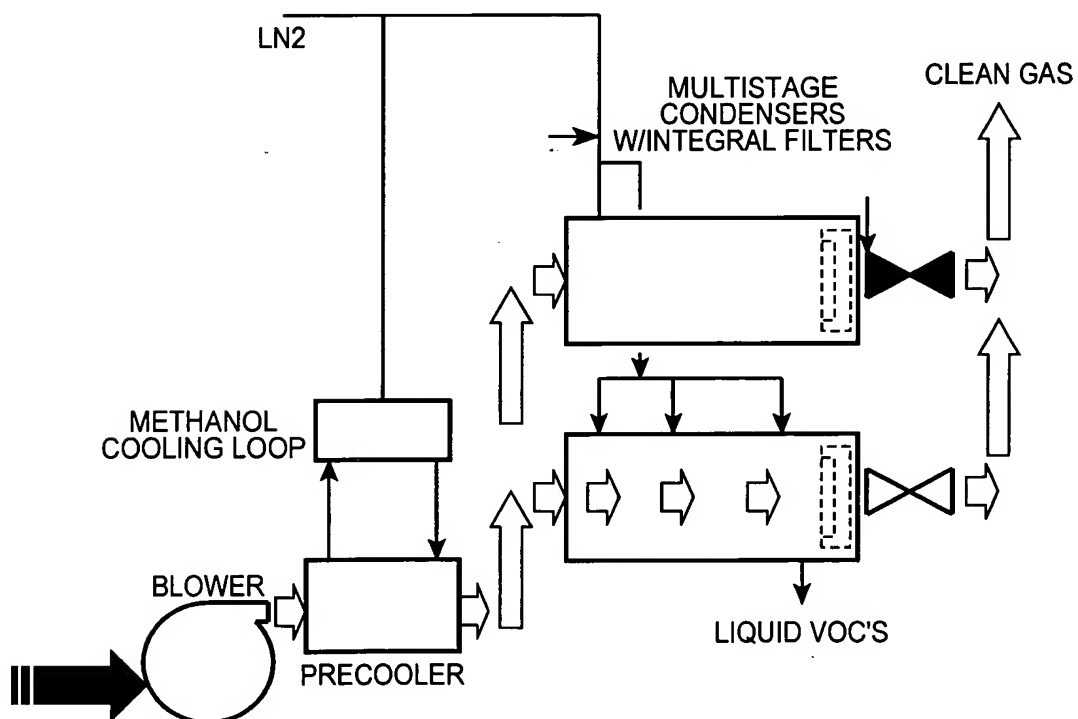 LN2
MULTISTAGE
CONDENSERS
W/INTEGRAL FILTERS
CLEAN GAS
METHANOL
COOLING LOOP
BLOWER
PRECOOLER
LIQUID VOC'S